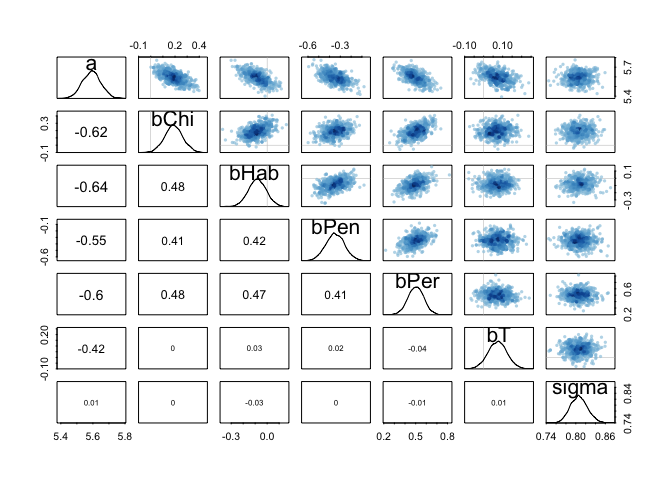 -0.1 0.2 0.4 -0.6 -0.3 -0.10 0.10
a 5.4 5.7
-0.1 0.3 -0.62 bChi
-0.64 0.48 bHab -0.3 0.1
-0.6 -0.1 -0.55 0.41 0.42 bPen
-0.6 0.48 0.47 0.41 bPer 0.2 0.6
-0.10 0.20 -0.42 0 0.03 0.02 -0.04 bT
0.01 0 -0.03 0 -0.01 0.01 sigma 0.74 0.84
5.4 5.6 5.8 -0.3 0.0 0.2 0.5 0.8 0.74 0.80 0.86